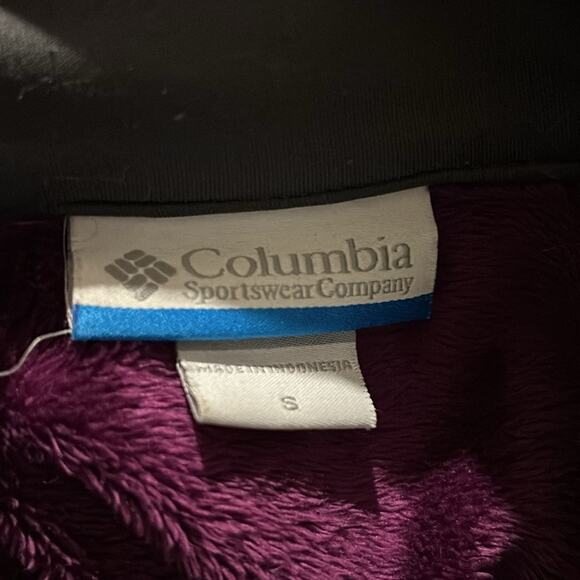 Columbia
Sportswear Company
MADE IN INDONESIA
S